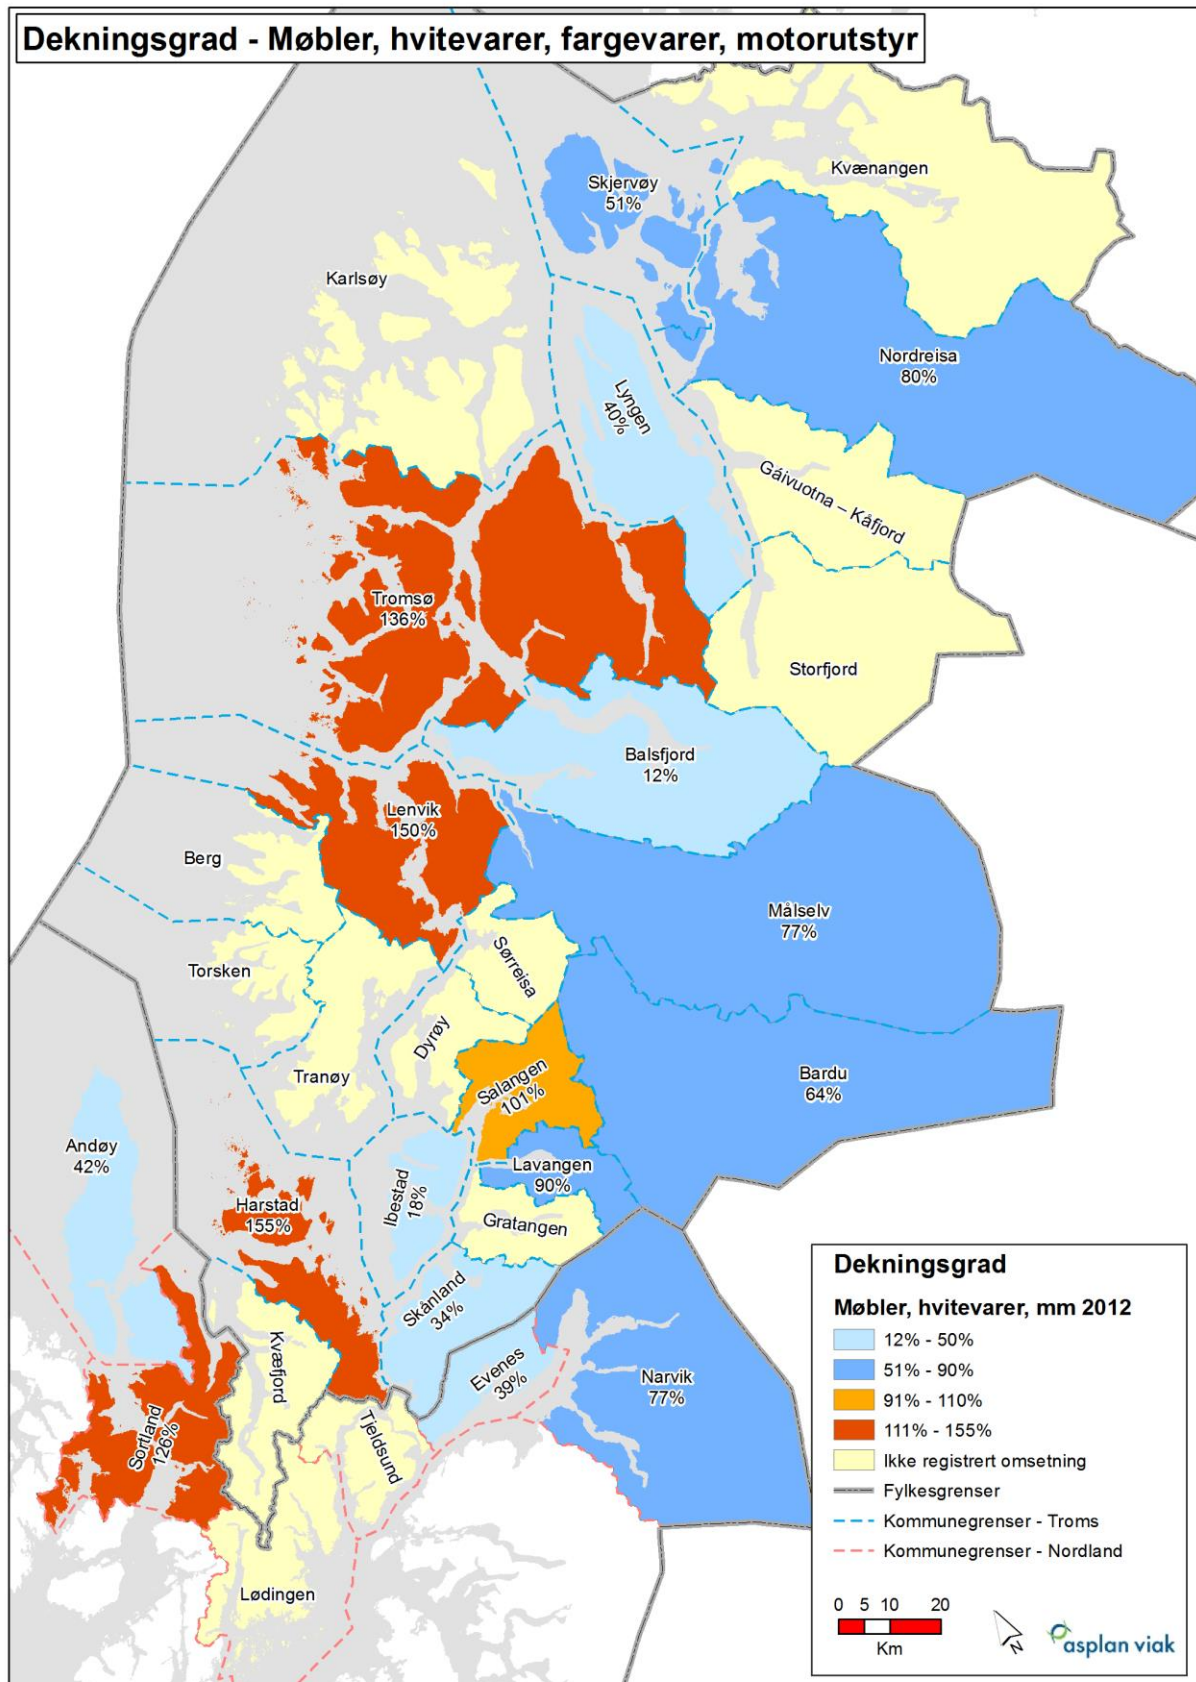 Dekningsgrad - Møbler, hvitevarer, fargevarer, motorutstyr
Kvænangen
Skjervøy
51%
Karlsøy
Nordreisa
80%
Lyngen
40%
Gáivuotna – Kåfjord
Tromsø
136%
Storfjord
Balsfjord
12%
Lenvik
150%
Berg
Målselv
77%
Sørreisa
Torsken
Dyrøy
Tranøy
Salangen
101%
Bardu
64%
Andøy
42%
Lavangen
90%
Ibestad
18%
Harstad
155%
Gratangen
Skånland
34%
Kvæfjord
Evenes
39%
Narvik
77%
Sortland
126%
Tjeldsund
Lødingen
Dekningsgrad
Møbler, hvitevarer, mm 2012
12% - 50%
51% - 90%
91% - 110%
111% - 155%
Ikke registrert omsetning
Fylkesgrenser
Kommunegrenser - Troms
Kommunegrenser - Nordland
0 5 10 20
Km
N
asplan viak